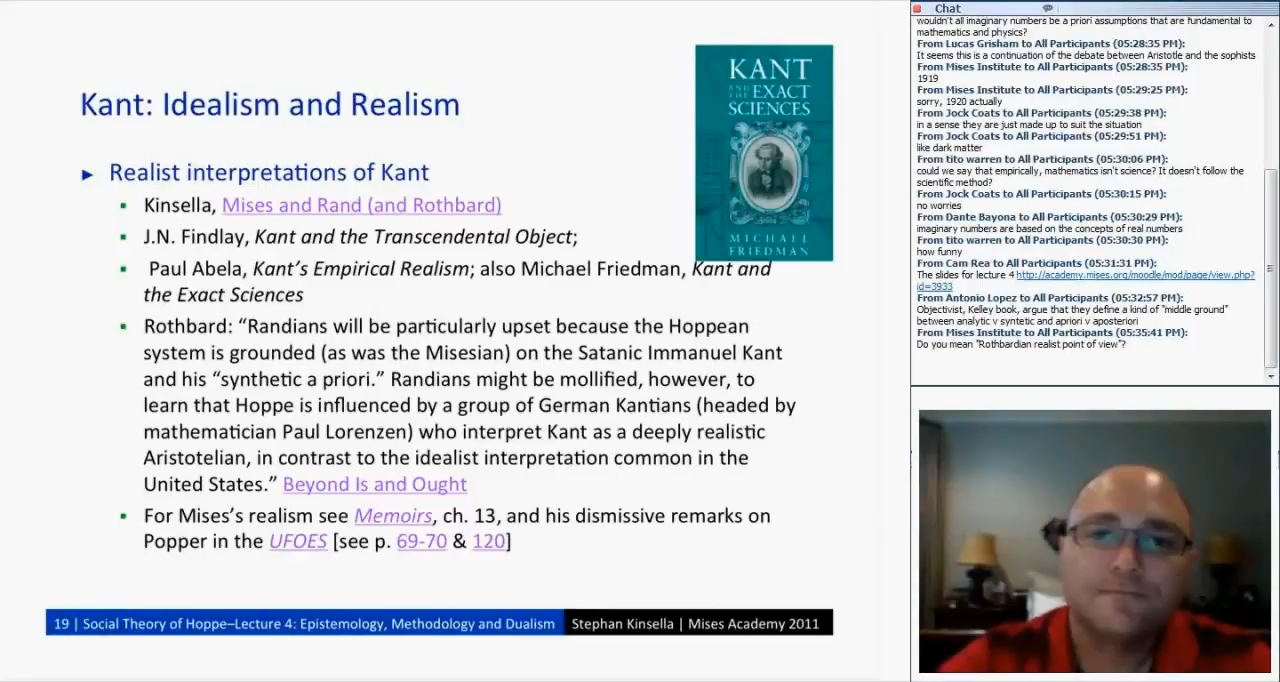 Kant: Idealism and Realism
KANT
AND THE EXACT
SCIENCES
MICHAEL
FRIEDMAN
► Realist interpretations of Kant
▪ Kinsella, Mises and Rand (and Rothbard)
▪ J.N. Findlay, Kant and the Transcendental Object;
▪ Paul Abela, Kant's Empirical Realism; also Michael Friedman, Kant and
the Exact Sciences
▪ Rothbard: “Randians will be particularly upset because the Hoppean
system is grounded (as was the Misesian) on the Satanic Immanuel Kant
and his “synthetic a priori.” Randians might be mollified, however, to
learn that Hoppe is influenced by a group of German Kantians (headed by
mathematician Paul Lorenzen) who interpret Kant as a deeply realistic
Aristotelian, in contrast to the idealist interpretation common in the
United States.” Beyond Is and Ought
▪ For Mises's realism see Memoirs, ch. 13, and his dismissive remarks on
Popper in the UFOES [see p. 69-70 & 120]
19 | Social Theory of Hoppe–Lecture 4: Epistemology, Methodology and Dualism
Stephan Kinsella | Mises Academy 2011
Chat
wouldn't all imaginary numbers be a priori assumptions that are fundamental to
mathematics and physics?
From Lucas Grisham to All Participants (05:28:35 PM):
It seems this is a continuation of the debate between Aristotle and the sophists
From Mises Institute to All Participants (05:28:35 PM):
1919
From Mises Institute to All Participants (05:29:25 PM):
sorry, 1920 actually
From Jock Coats to All Participants (05:29:38 PM):
in a sense they are just made up to suit the situation
From Jock Coats to All Participants (05:29:51 PM):
like dark matter
From tito warren to All Participants (05:30:06 PM):
could we say that empirically, mathematics isn't science? It doesn't follow the
scientific method?
From Jock Coats to All Participants (05:30:15 PM):
no worries
From Dante Bayona to All Participants (05:30:29 PM):
imaginary numbers are based on the concepts of real numbers
From tito warren to All Participants (05:30:30 PM):
how funny
From Cam Rea to All Participants (05:31:31 PM):
The slides for lecture 4 http://academy.mises.org/moodle/mod/page/view.php?
id=3933
From Antonio Lopez to All Participants (05:32:57 PM):
Objectivist, Kelley book, argue that they define a kind of "middle ground"
between analytic v syntetic and apriori v aposteriori
From Mises Institute to All Participants (05:35:41 PM):
Do you mean "Rothbardian realist point of view"?